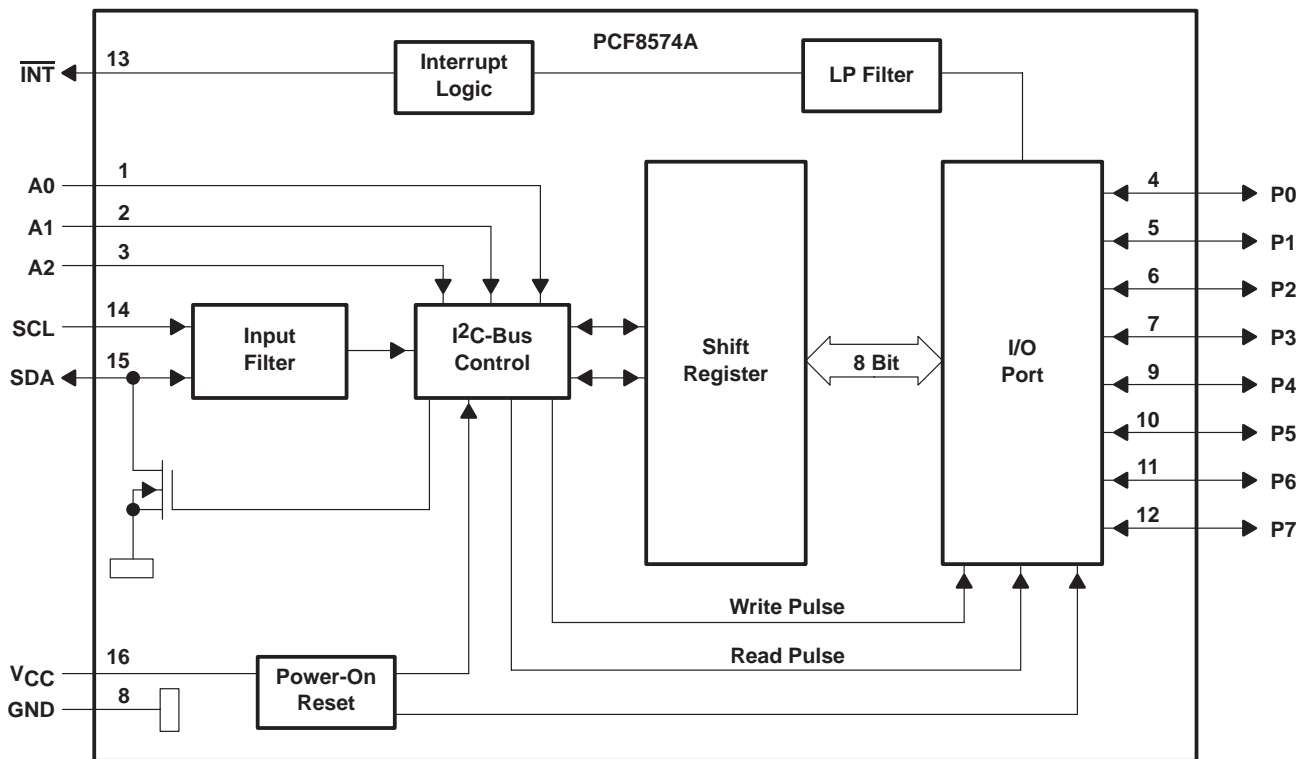 PCF8574A
INT
13
Interrupt
Logic
LP Filter
A0
1
A1
2
A2
3
SCL
14
SDA
15
Input
Filter
I2C-Bus
Control
Shift
Register
8 Bit
I/O
Port
4
P0
5
P1
6
P2
7
P3
9
P4
10
P5
11
P6
12
P7
Write Pulse
Read Pulse
VCC
16
GND
8
Power-On
Reset